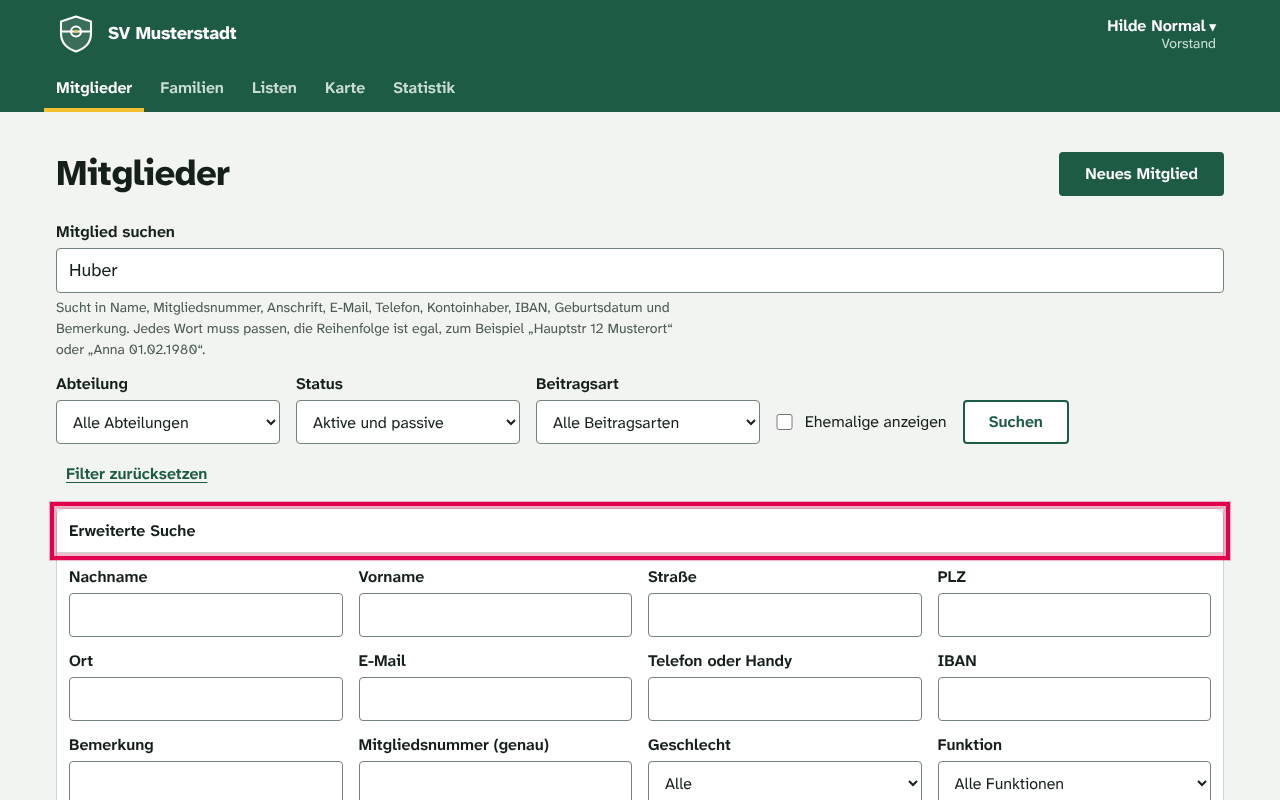 SV Musterstadt
Hilde Normal ▾
Vorstand
Mitglieder
Familien
Listen
Karte
Statistik
Mitglieder
Neues Mitglied
Mitglied suchen
Huber
Sucht in Name, Mitgliedsnummer, Anschrift, E-Mail, Telefon, Kontoinhaber, IBAN, Geburtsdatum und
Bemerkung. Jedes Wort muss passen, die Reihenfolge ist egal, zum Beispiel „Hauptstr 12 Musterort“
oder „Anna 01.02.1980“.
Abteilung
Status
Beitragsart
Alle Abteilungen
Aktive und passive
Alle Beitragsarten
Ehemalige anzeigen
Suchen
Filter zurücksetzen
Erweiterte Suche
Nachname
Vorname
Straße
PLZ
Ort
E-Mail
Telefon oder Handy
IBAN
Bemerkung
Mitgliedsnummer (genau)
Geschlecht
Funktion
Alle
Alle Funktionen